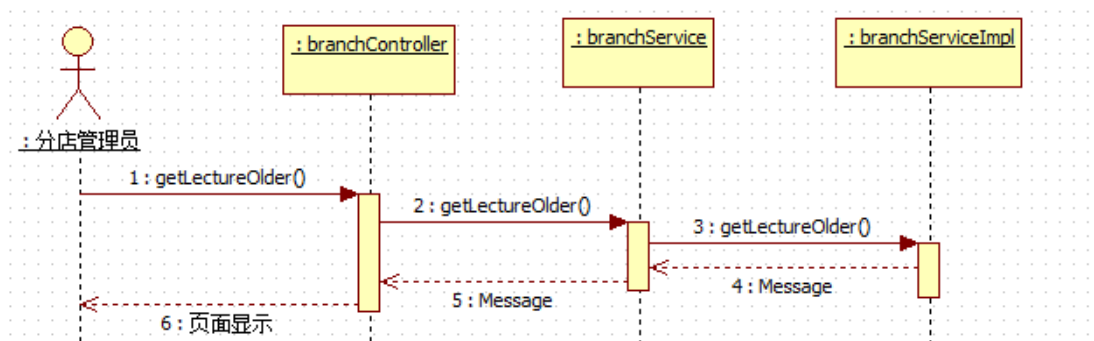 : branchController
: branchService
: branchServiceImpl
: 分店管理员
1 : getLectureOlder()
2 : getLectureOlder()
3 : getLectureOlder()
4 : Message
5 : Message
6 : 页面显示